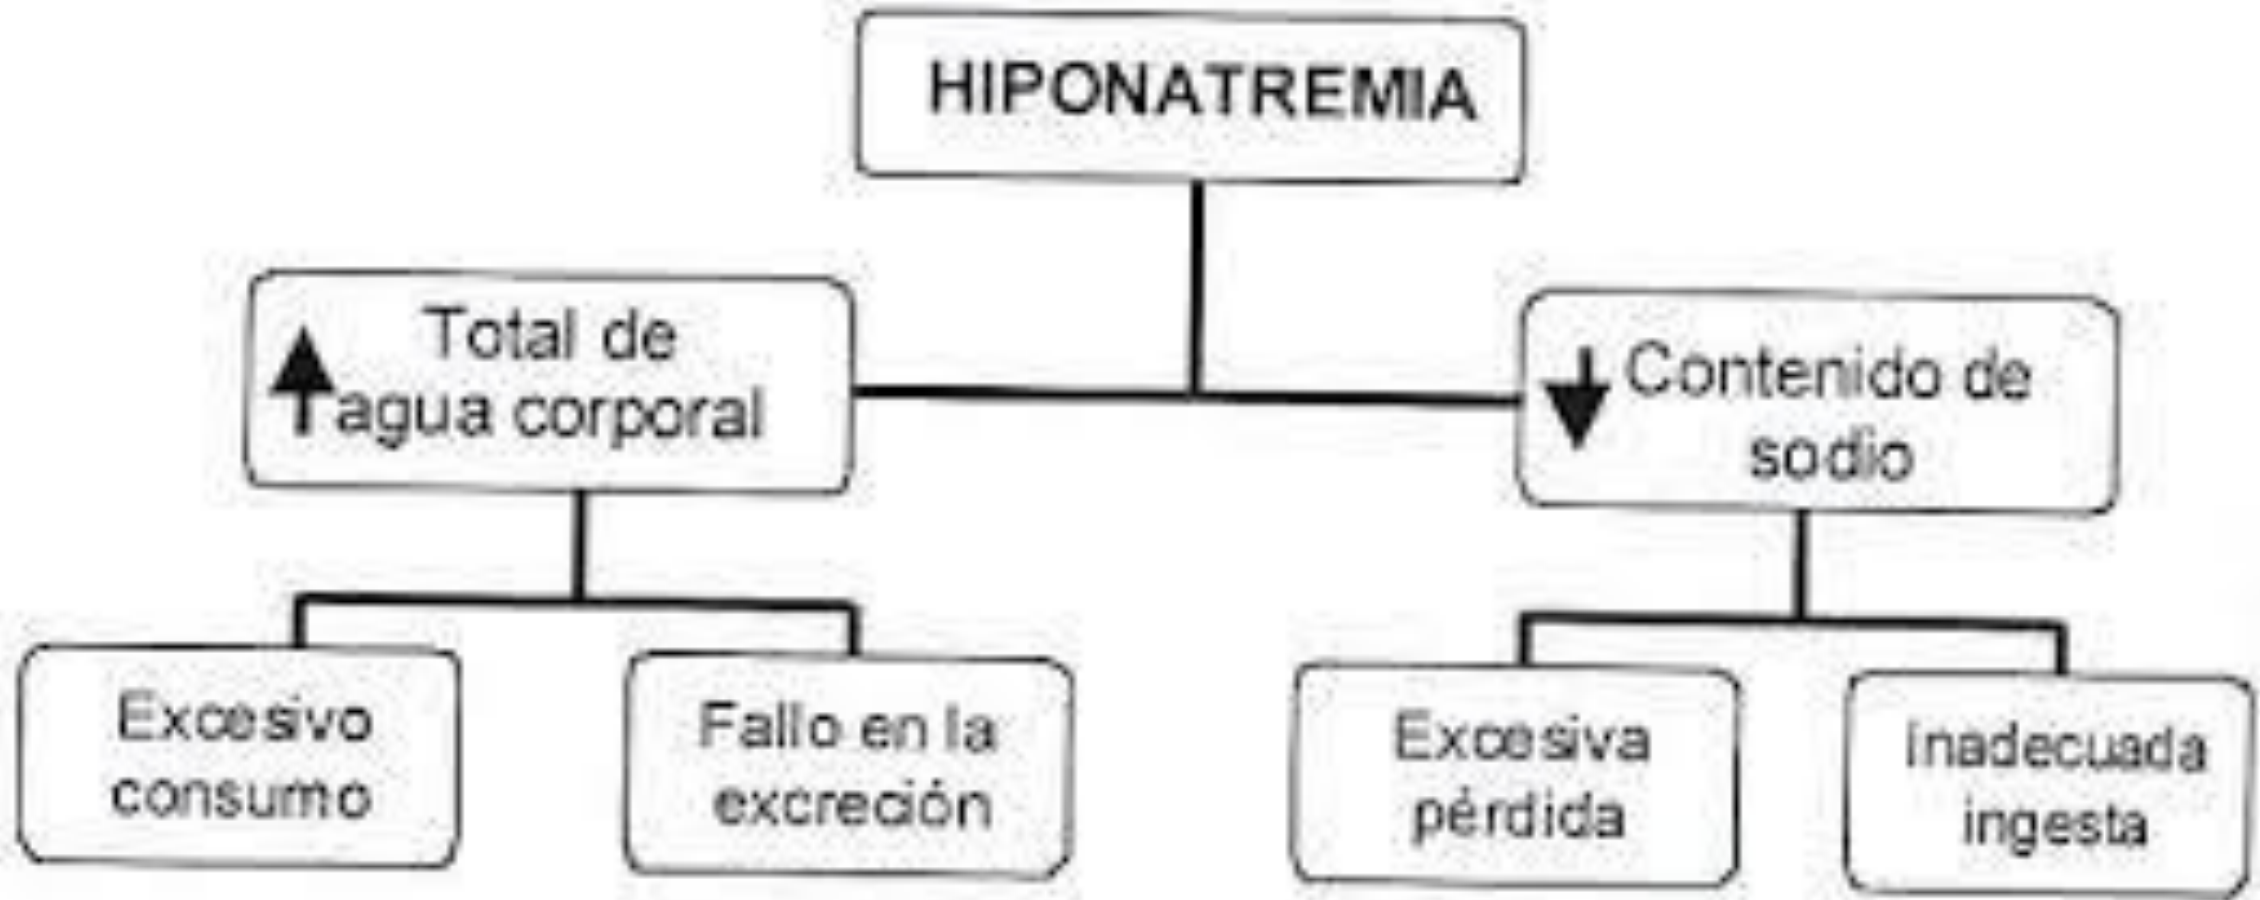 HIPONATREMIA
Total de
agua corporal
Contenido de
sodio
Excesivo
consumo
Fallo en la
excreción
Excesiva
pérdida
Inadecuada
ingesta